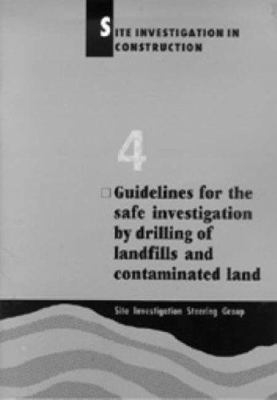 SITE INVESTIGATION IN
CONSTRUCTION
4
Guidelines for the
safe investigation
by drilling of
landfills and
contaminated land
Site Investigation Steering Group